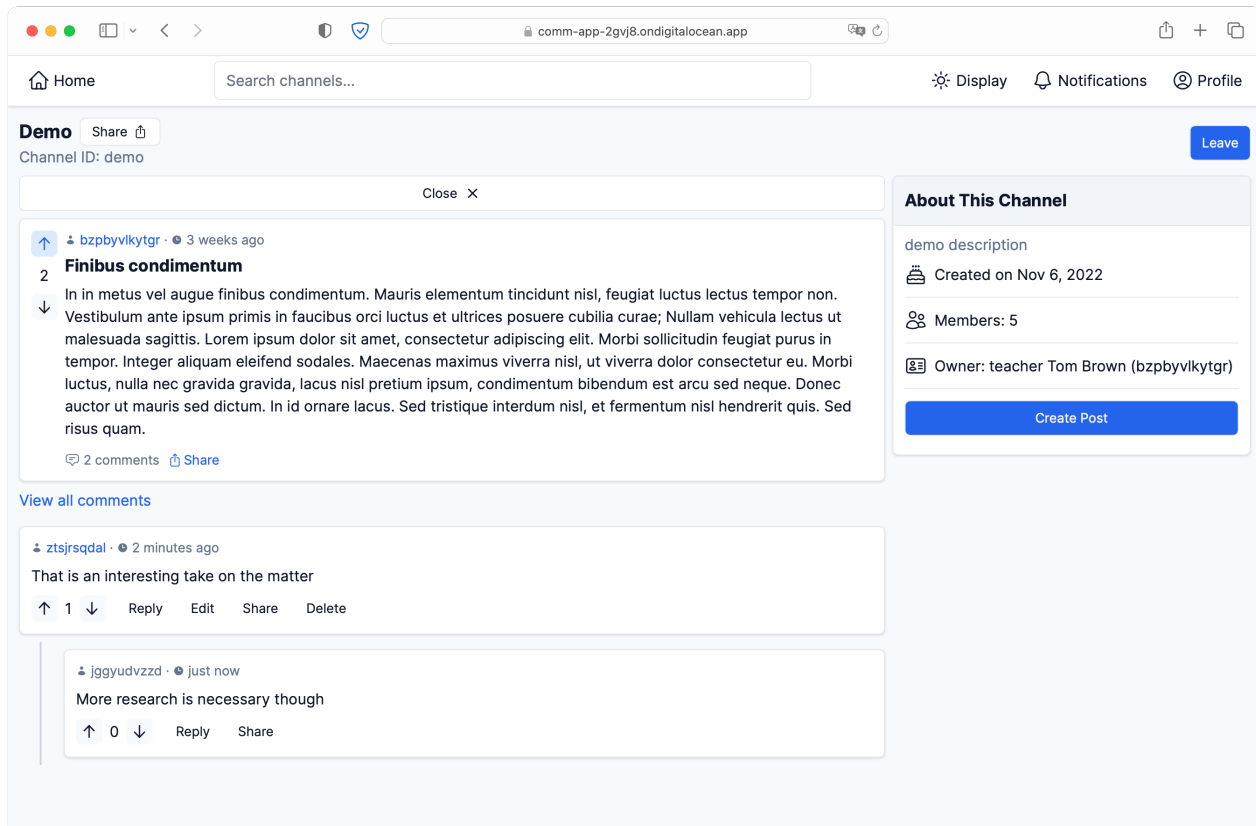 comm-app-2gvj8.ondigitalocean.app
Home
Search channels...
Display
Notifications
Profile
Demo
Share
Channel ID: demo
Leave
Close
bzpbyvlkytgr · 3 weeks ago
Finibus condimentum
2
In in metus vel augue finibus condimentum. Mauris elementum tincidunt nisl, feugiat luctus lectus tempor non.
Vestibulum ante ipsum primis in faucibus orci luctus et ultrices posuere cubilia curae; Nullam vehicula lectus ut
malesuada sagittis. Lorem ipsum dolor sit amet, consectetur adipiscing elit. Morbi sollicitudin feugiat purus in
tempor. Integer aliquam eleifend sodales. Maecenas maximus viverra nisl, ut viverra dolor consectetur eu. Morbi
luctus, nulla nec gravida gravida, lacus nisl pretium ipsum, condimentum bibendum est arcu sed neque. Donec
auctor ut mauris sed dictum. In id ornare lacus. Sed tristique interdum nisl, et fermentum nisl hendrerit quis. Sed
risus quam.
2 comments Share
View all comments
ztsjrsqdal · 2 minutes ago
That is an interesting take on the matter
1 Reply Edit Share Delete
jggyudvzzd · just now
More research is necessary though
0 Reply Share
About This Channel
demo description
Created on Nov 6, 2022
Members: 5
Owner: teacher Tom Brown (bzpbyvlkytgr)
Create Post